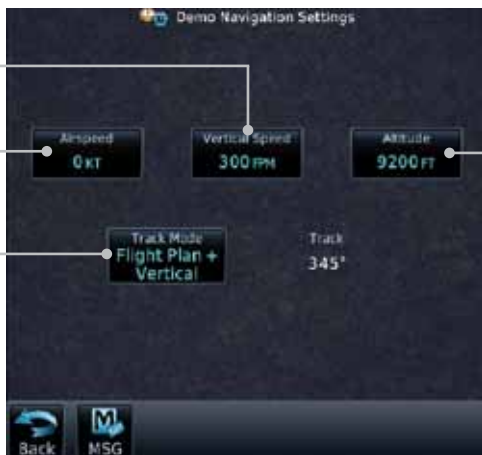 Demo Navigation Settings
Airspeed
0 KT
Vertical Speed
300 FPM
Altitude
9200 FT
Track Mode
Flight Plan +
Vertical
Track
345°
Back
MSG